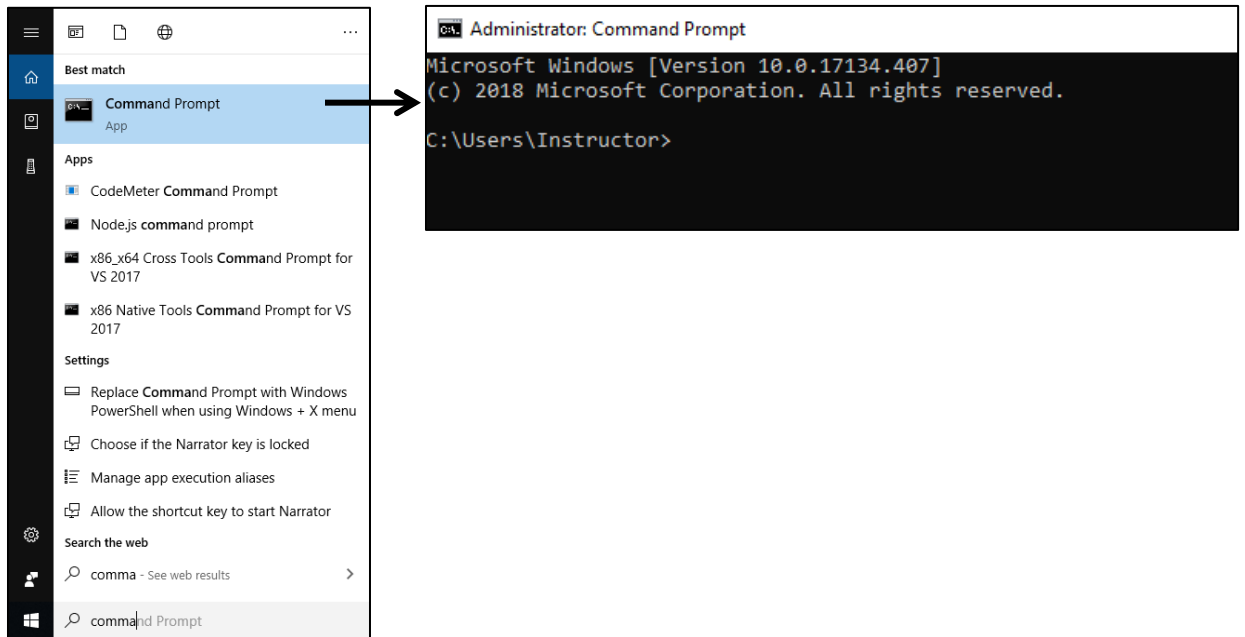 Best match
Command Prompt
App
Apps
CodeMeter Command Prompt
Node.js command prompt
x86_x64 Cross Tools Command Prompt for
VS 2017
x86 Native Tools Command Prompt for VS
2017
Settings
Replace Command Prompt with Windows
PowerShell when using Windows + X menu
Choose if the Narrator key is locked
Manage app execution aliases
Allow the shortcut key to start Narrator
Search the web
comma - See web results
command Prompt
Administrator: Command Prompt
Microsoft Windows [Version 10.0.17134.407]
(c) 2018 Microsoft Corporation. All rights reserved.
C:\Users\Instructor>